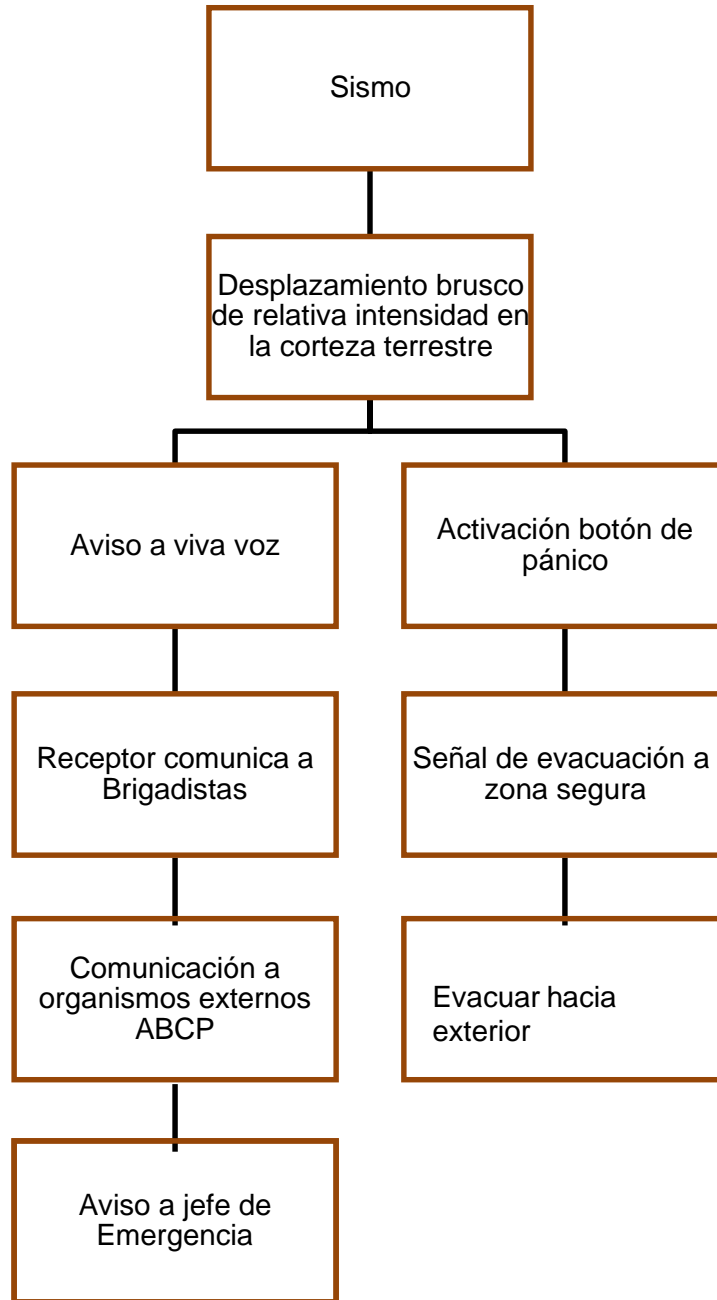 Sismo
Desplazamiento brusco
de relativa intensidad en
la corteza terrestre
Aviso a viva voz
Activación botón de
pánico
Receptor comunica a
Brigadistas
Señal de evacuación a
zona segura
Comunicación a
organismos externos
ABCP
Evacuar hacia
exterior
Aviso a jefe de
Emergencia